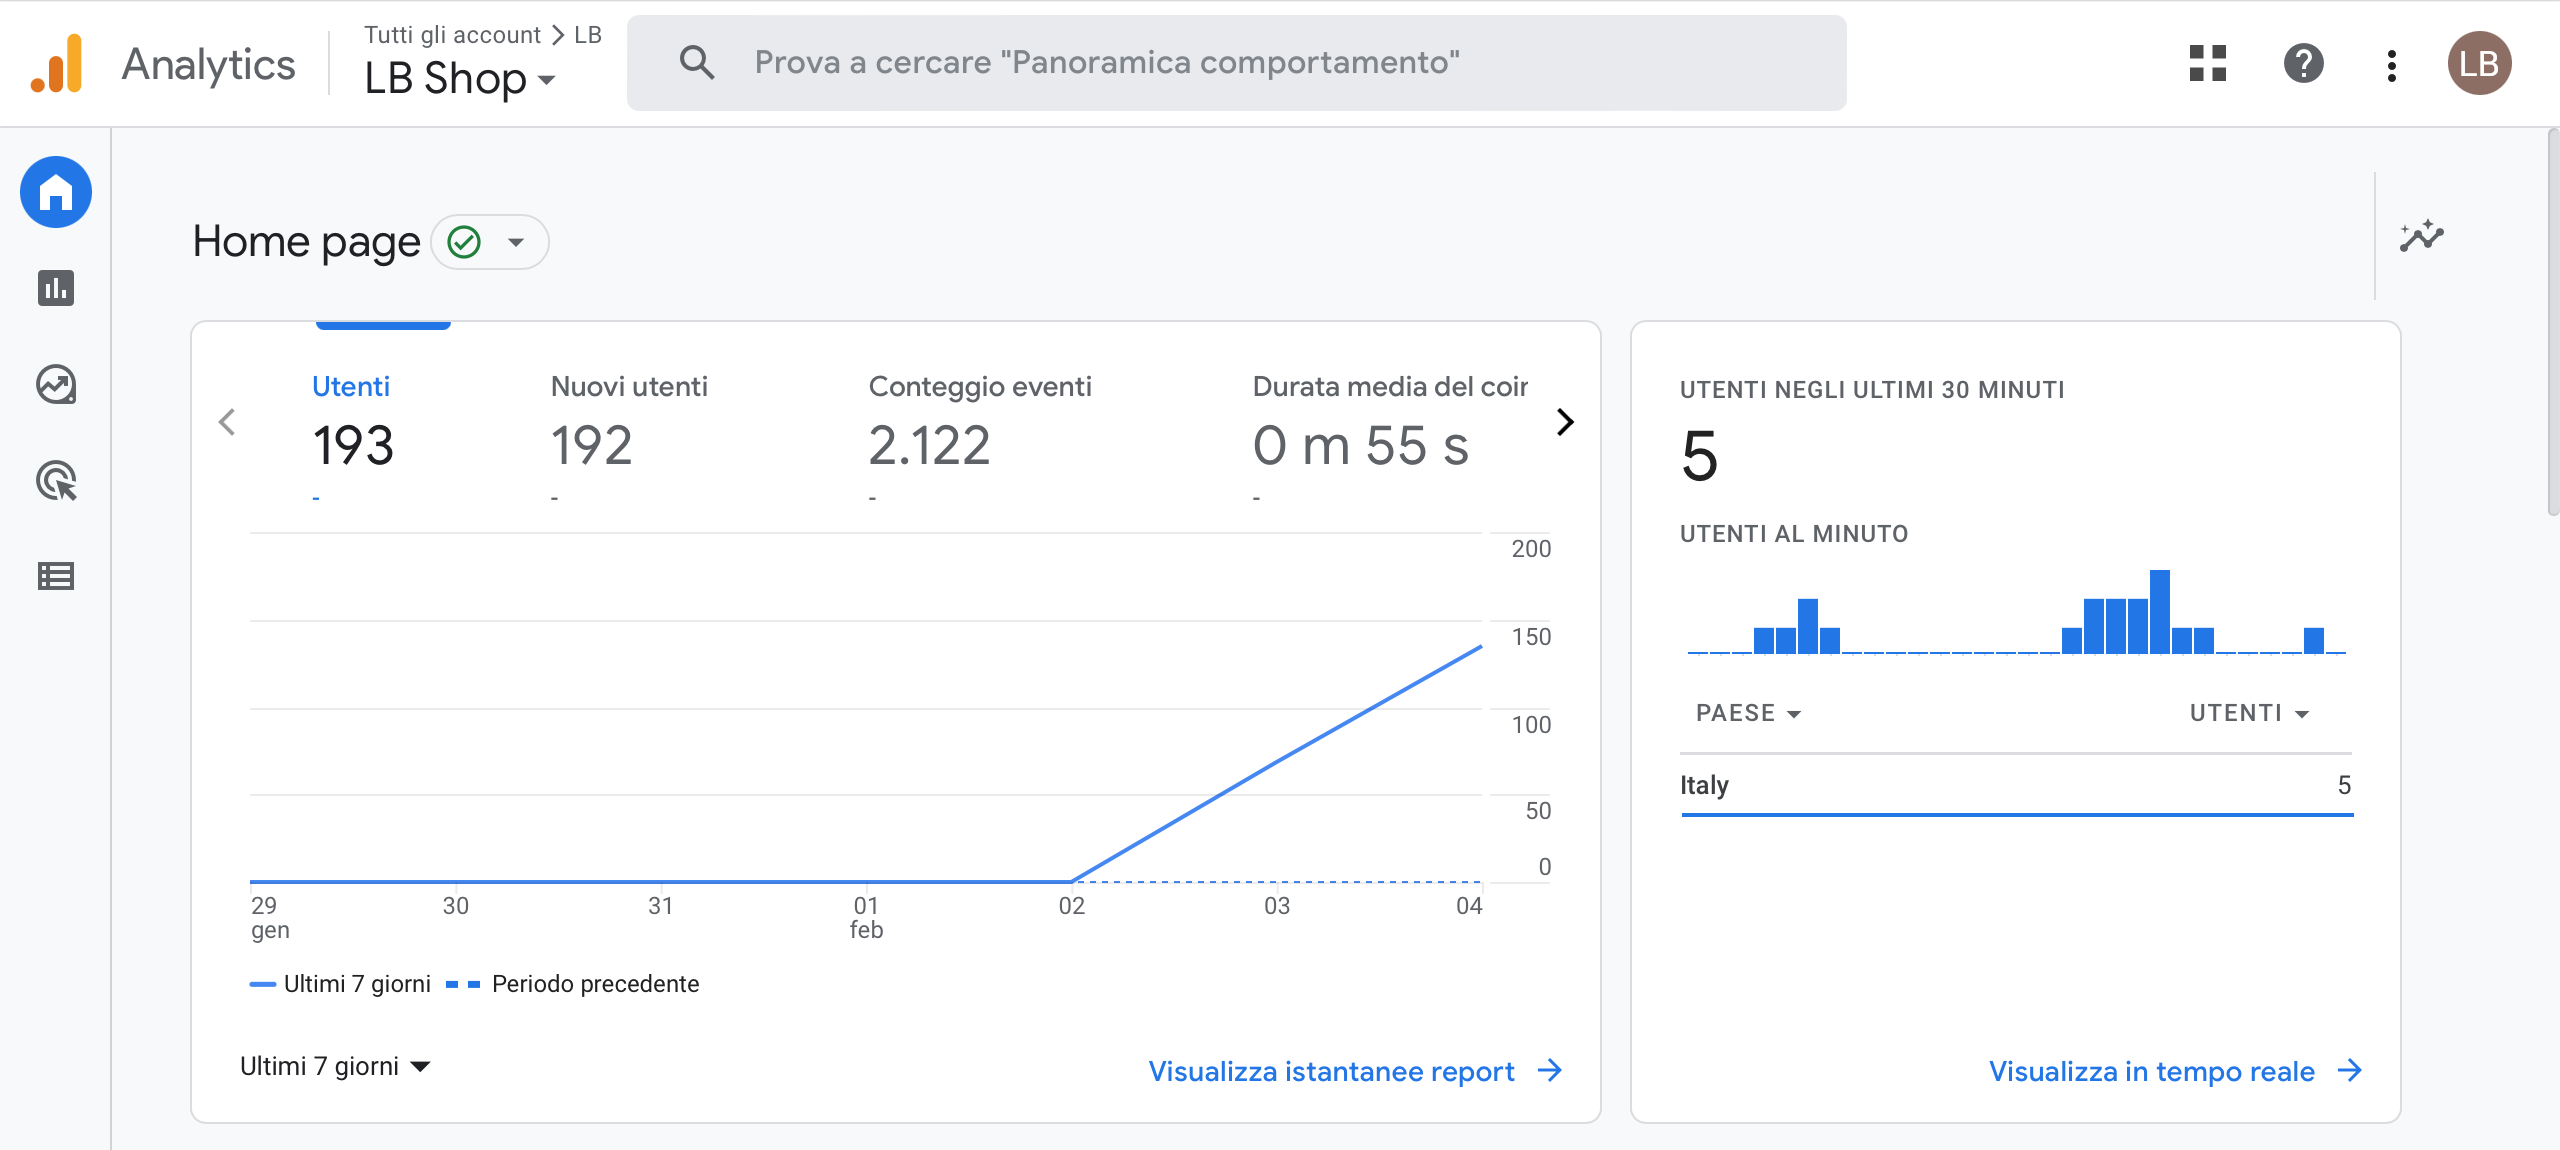 Analytics
Tutti gli account > LB
LB Shop
Prova a cercare "Panoramica comportamento"
LB
Home page
Utenti
193
-
Nuovi utenti
192
-
Conteggio eventi
2.122
-
Durata media del coin
0 m 55 s
-
200
150
100
50
0
29 gen
30
31
01 feb
02
03
04
Ultimi 7 giorni
Periodo precedente
Ultimi 7 giorni
Visualizza istantanee report
UTENTI NEGLI ULTIMI 30 MINUTI
5
UTENTI AL MINUTO
PAESE
UTENTI
Italy
5
Visualizza in tempo reale